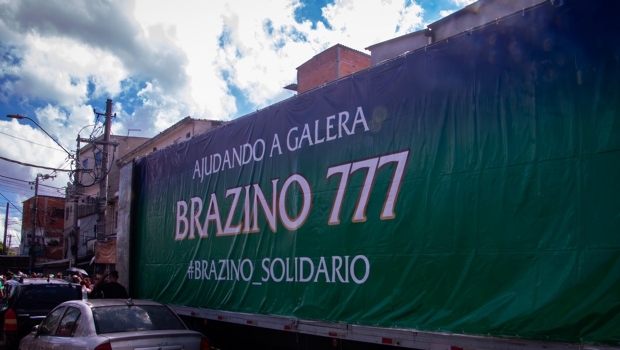 AJUDANDO A GALERA
BRAZINO 777
#BRAZINO_SOLIDARIO